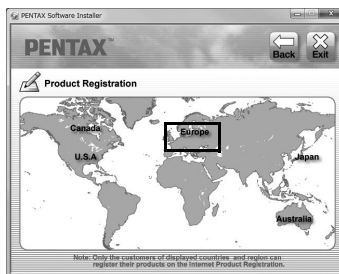 PENTAX Software Installer
PENTAX™
Back
Exit
Product Registration
Canada
Europe
U.S.A
Japan
Australia
Note: Only the customers of displayed countries and region can
register their products on the Internet Product Registration.